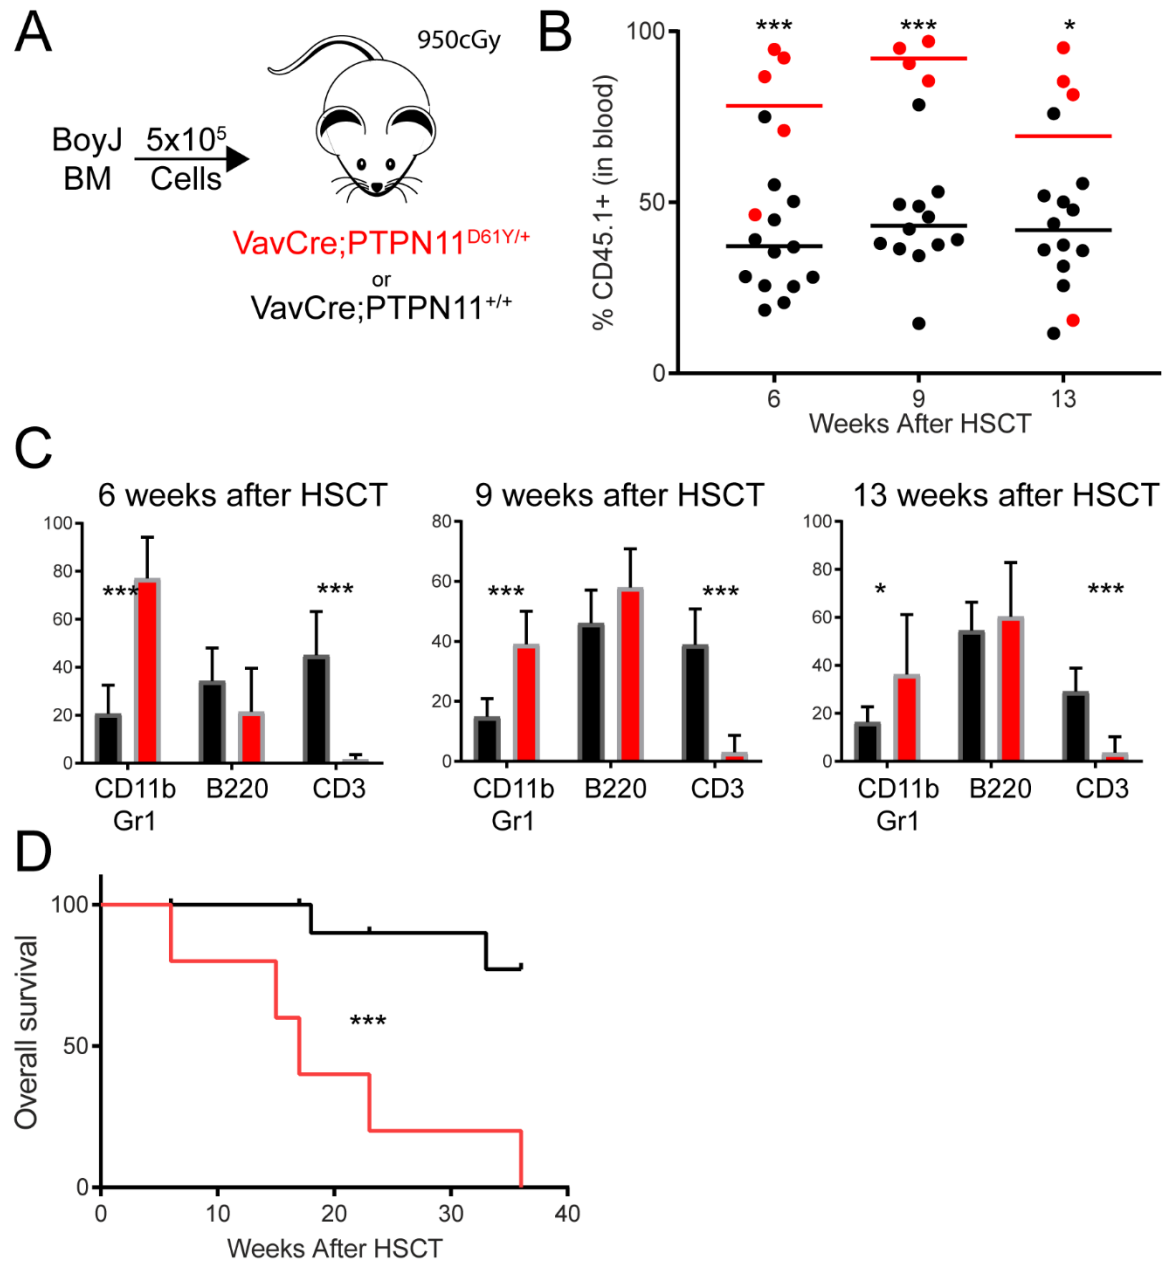 A
950cGy
BoyJ
BM
5x10⁵
Cells
VavCre;PTPN11^D61Y/+
or
VavCre;PTPN11^+/+
B
% CD45.1+ (in blood)
100
50
0
***
***
*
6
9
13
Weeks After HSCT
C
6 weeks after HSCT
100
80
60
40
20
0
***
***
CD11b
Gr1
B220
CD3
9 weeks after HSCT
80
60
40
20
0
***
***
CD11b
Gr1
B220
CD3
13 weeks after HSCT
100
80
60
40
20
0
*
***
CD11b
Gr1
B220
CD3
D
Overall survival
100
50
0
***
0
10
20
30
40
Weeks After HSCT